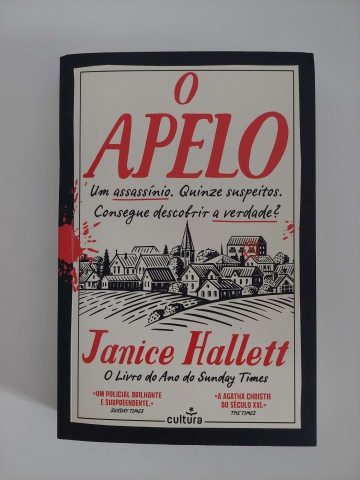 O
APELO
Um assassínio. Quinze suspeitos.
Consegue descobrir a verdade?
Janice Hallett
O Livro do Ano do Sunday Times
«UM POLICIAL BRILHANTE
E SURPREENDENTE.»
SUNDAY TIMES
«A AGATHA CHRISTIE
DO SÉCULO XXI.»
THE TIMES
cultura